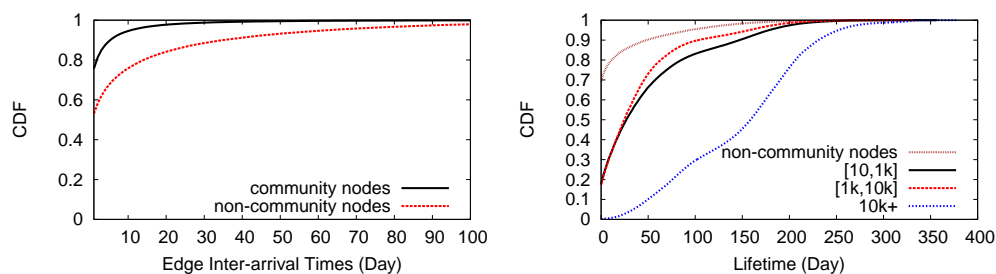 1
0.8
0.6
0.4
0.2
0
CDF
community nodes
non-community nodes
10 20 30 40 50 60 70 80 90 100
Edge Inter-arrival Times (Day)
1
0.9
0.8
0.7
0.6
0.5
0.4
0.3
0.2
0.1
0
CDF
non-community nodes
[10,1k]
[1k,10k]
10k+
0 50 100 150 200 250 300 350 400
Lifetime (Day)